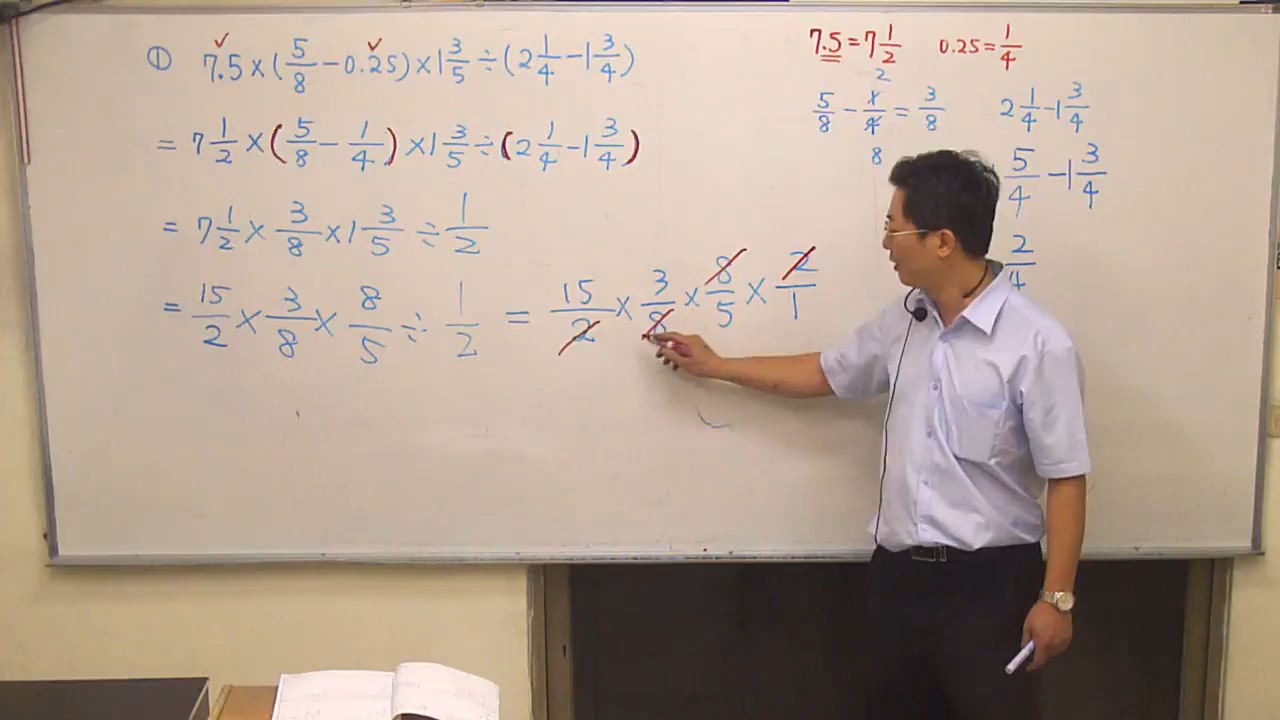 ① 7.5×(5/8−0.25)×1 3/5÷(2 1/4−1 3/4)
= 7 1/2×(5/8−1/4)×1 3/5÷(2 1/4−1 3/4)
= 7 1/2×3/8×1 3/5÷1/2
= 15/2×3/8×8/5÷1/2 = 15/2×3/8×8/5×2/1
7.5=7 1/2 0.25=1/4
2
5/8−1/4=3/8
8
2 1/4−1 3/4
5/4−1 3/4
2/4